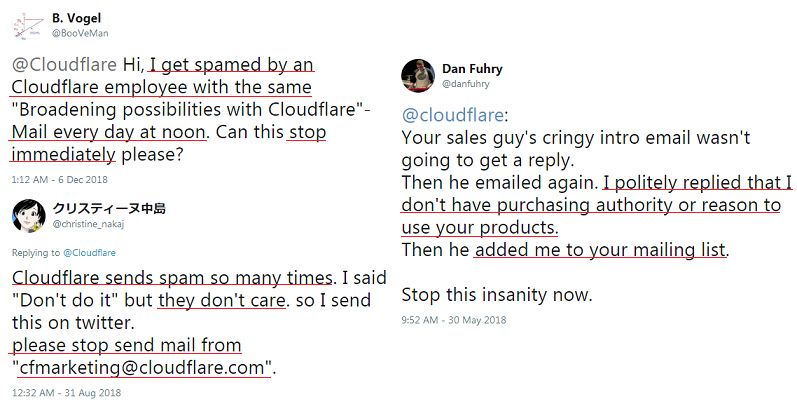 B. Vogel
@BooVeMan
@Cloudflare Hi, I get spamed by an
Cloudflare employee with the same
"Broadening possibilities with Cloudflare"-
Mail every day at noon. Can this stop
immediately please?
1:12 AM - 6 Dec 2018
クリスティーヌ中島
@christine_nakaj
Replying to @Cloudflare
Cloudflare sends spam so many times. I said
"Don't do it" but they don't care. so I send
this on twitter.
please stop send mail from
"cfmarketing@cloudflare.com".
12:32 AM - 31 Aug 2018
Dan Fuhry
@danfuhry
@cloudflare:
Your sales guy's cringy intro email wasn't
going to get a reply.
Then he emailed again. I politely replied that I
don't have purchasing authority or reason to
use your products.
Then he added me to your mailing list.
Stop this insanity now.
9:52 AM - 30 May 2018